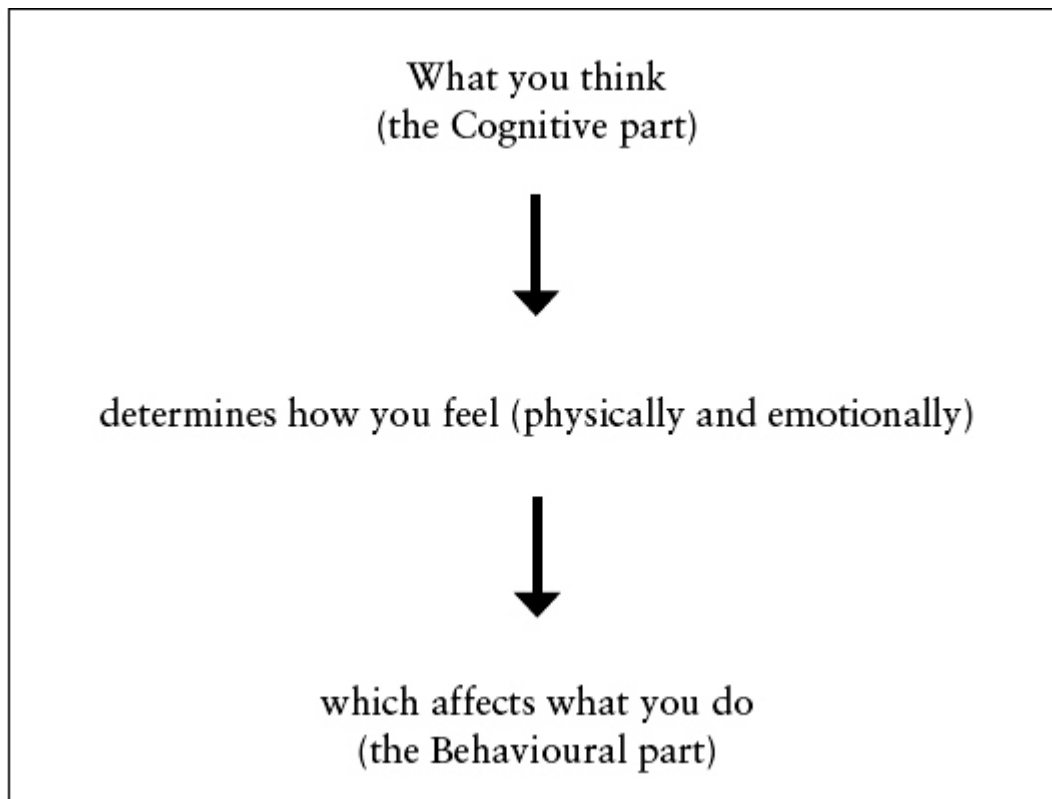 What you think
(the Cognitive part)
determines how you feel (physically and emotionally)
which affects what you do
(the Behavioural part)